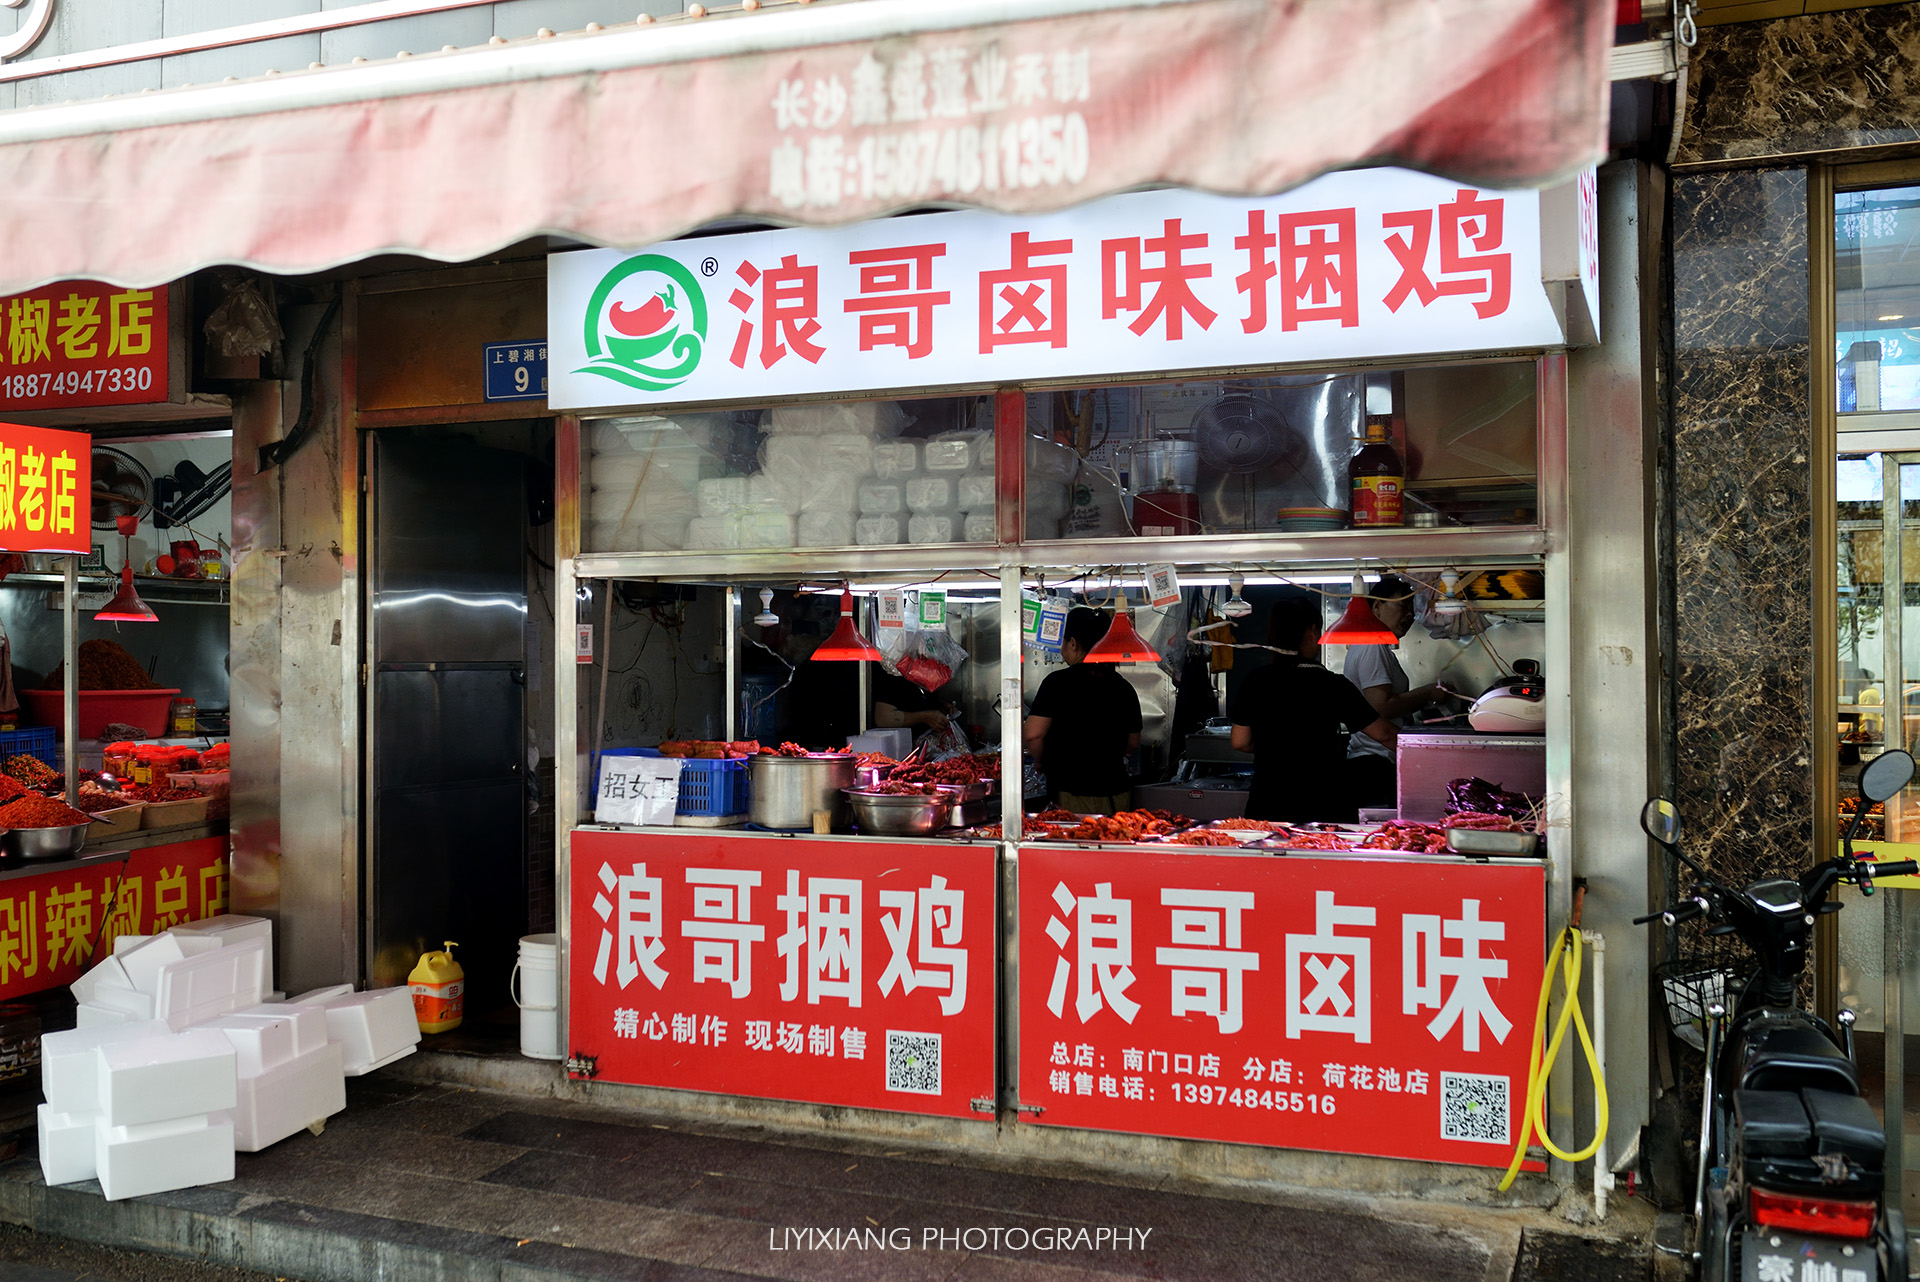 长沙鑫盛蓬业承制
电话:15874811350
® 浪哥卤味捆鸡
椒老店
18874947330
上碧湘街
9
椒老店
剁辣椒总店
招女工
浪哥捆鸡
精心制作 现场制售
浪哥卤味
总店：南门口店 分店：荷花池店
销售电话：13974845516
LIYIXIANG PHOTOGRAPHY